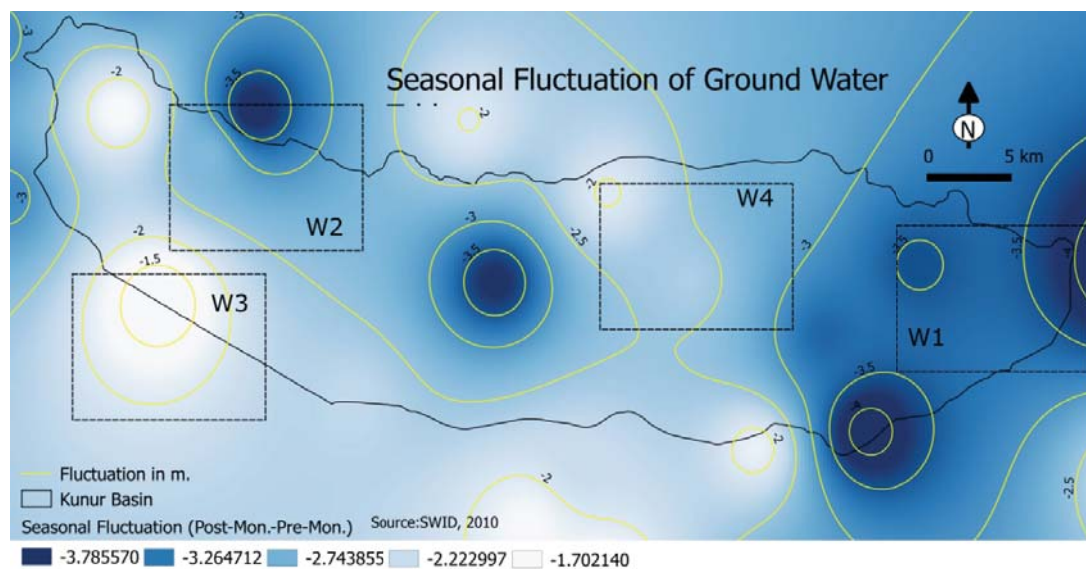 Seasonal Fluctuation of Ground Water
N
0 5 km
-3
-2
-3.5
-2
-2
W4
-3
-3
W2
-2
-3
-2.5
-3.5
-3.5
-4
-1.5
-3.5
W3
W1
-3.5
-4
-2
-2
-2.5
Fluctuation in m.
Kunur Basin
Seasonal Fluctuation (Post-Mon.-Pre-Mon.) Source:SWID, 2010
-3.785570 -3.264712 -2.743855 -2.222997 -1.702140